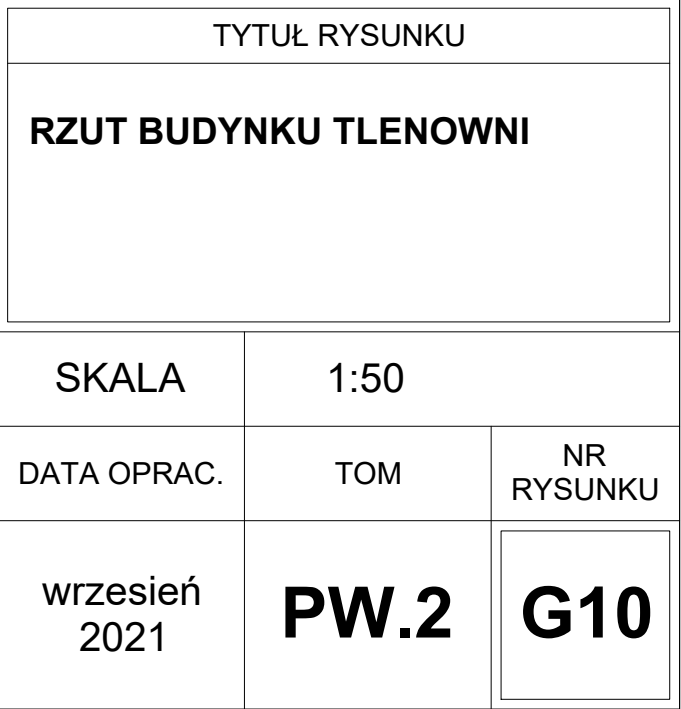 TYTUŁ RYSUNKU
RZUT BUDYNKU TLENOWNI
SKALA
1:50
DATA OPRAC.
TOM
NR
RYSUNKU
wrzesień
2021
PW.2
G10